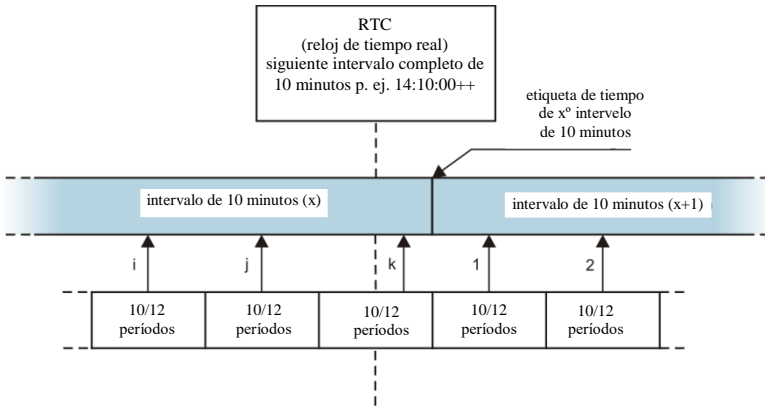 RTC
(reloj de tiempo real)
siguiente intervalo completo de
10 minutos p. ej. 14:10:00++
etiqueta de tiempo
de xº intervelo
de 10 minutos
intervalo de 10 minutos (x)
intervalo de 10 minutos (x+1)
i
j
k
1
2
10/12
períodos
10/12
períodos
10/12
períodos
10/12
períodos
10/12
períodos